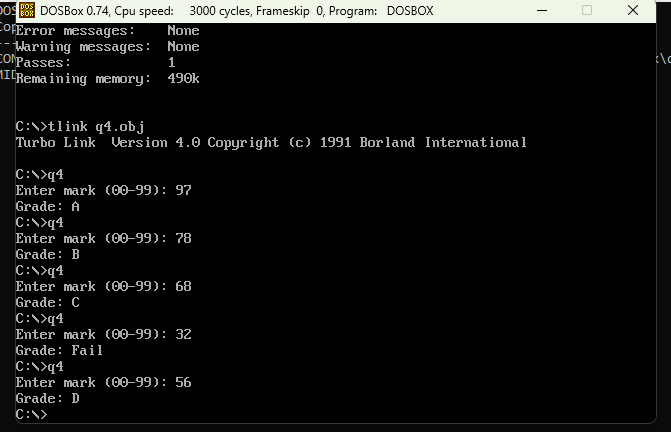 DOSBox 0.74, Cpu speed: 3000 cycles, Frameskip 0, Program: DOSBOX
Error messages: None
Warning messages: None
Passes: 1
Remaining memory: 490k
C:\>tlink q4.obj
Turbo Link Version 4.0 Copyright (c) 1991 Borland International
C:\>q4
Enter mark (00-99): 97
Grade: A
C:\>q4
Enter mark (00-99): 78
Grade: B
C:\>q4
Enter mark (00-99): 68
Grade: C
C:\>q4
Enter mark (00-99): 32
Grade: Fail
C:\>q4
Enter mark (00-99): 56
Grade: D
C:\>